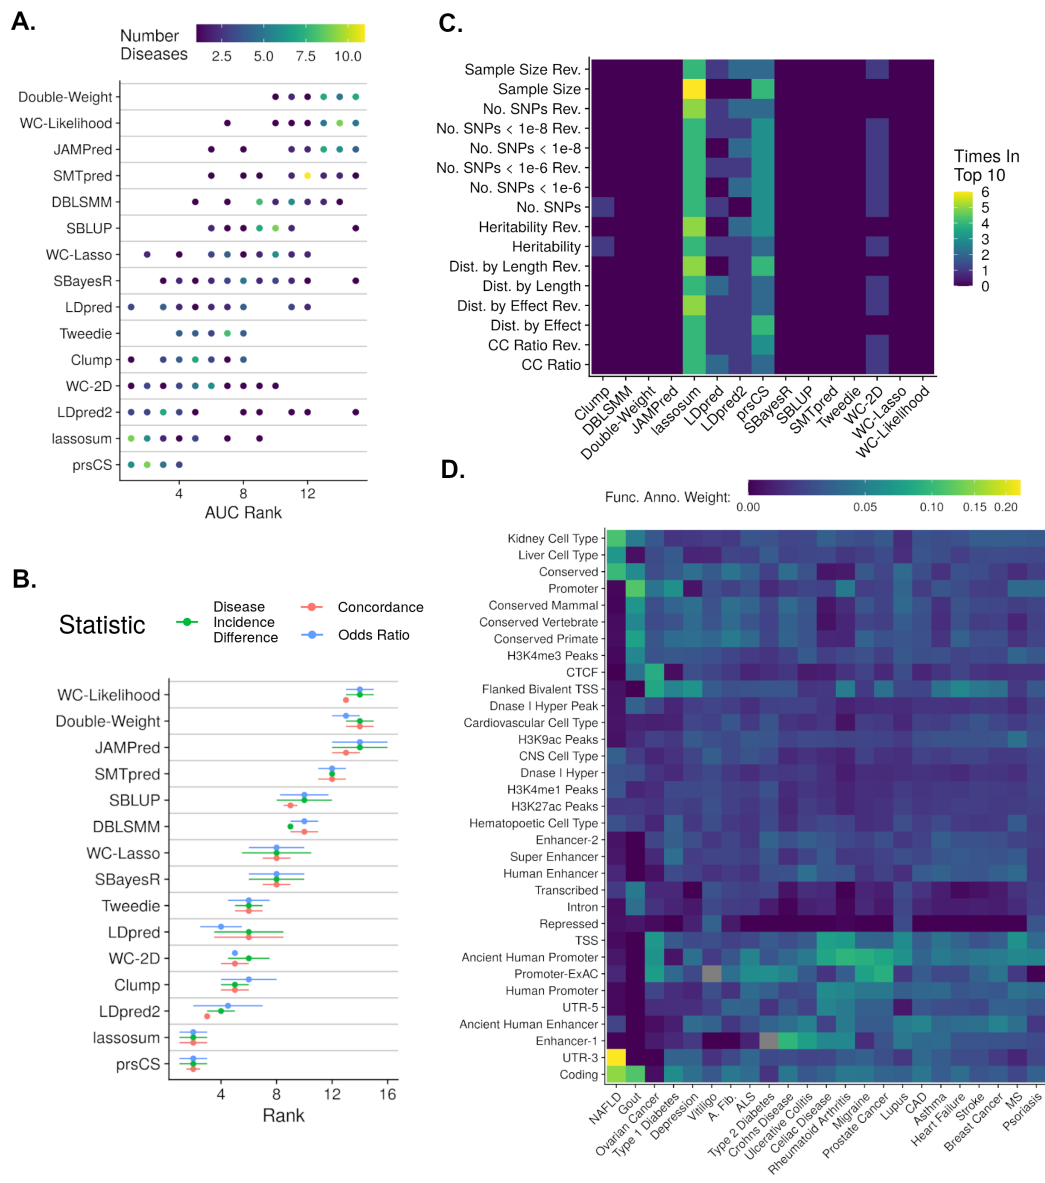 A.
Number
Diseases
2.5 5.0 7.5 10.0
Double-Weight
WC-Likelihood
JAMPred
SMTpred
DBLSMM
SBLUP
WC-Lasso
SBayesR
LDpred
Tweedie
Clump
WC-2D
LDpred2
lassosum
prsCS
4 8 12
AUC Rank
B.
Statistic
Disease
Incidence
Difference
Concordance
Odds Ratio
WC-Likelihood
Double-Weight
JAMPred
SMTpred
SBLUP
DBLSMM
WC-Lasso
SBayesR
Tweedie
LDpred
WC-2D
Clump
LDpred2
lassosum
prsCS
4 8 12 16
Rank
C.
Sample Size Rev.
Sample Size
No. SNPs Rev.
No. SNPs < 1e-8 Rev.
No. SNPs < 1e-8
No. SNPs < 1e-6 Rev.
No. SNPs < 1e-6
No. SNPs
Heritability Rev.
Heritability
Dist. by Length Rev.
Dist. by Length
Dist. by Effect Rev.
Dist. by Effect
CC Ratio Rev.
CC Ratio
Clump
DBLSMM
Double-Weight
JAMPred
lassosum
LDpred
LDpred2
prsCS
SBayesR
SBLUP
SMTpred
Tweedie
WC-2D
WC-Lasso
WC-Likelihood
Times In
Top 10
6
5
4
3
2
1
0
D.
Func. Anno. Weight:
0.00 0.05 0.10 0.15 0.20
Kidney Cell Type
Liver Cell Type
Conserved
Promoter
Conserved Mammal
Conserved Vertebrate
Conserved Primate
H3K4me3 Peaks
CTCF
Flanked Bivalent TSS
Dnase I Hyper Peak
Cardiovascular Cell Type
H3K9ac Peaks
CNS Cell Type
Dnase I Hyper
H3K4me1 Peaks
H3K27ac Peaks
Hematopoetic Cell Type
Enhancer-2
Super Enhancer
Human Enhancer
Transcribed
Intron
Repressed
TSS
Ancient Human Promoter
Promoter-ExAC
Human Promoter
UTR-5
Ancient Human Enhancer
Enhancer-1
UTR-3
Coding
NAFLD
Gout
Ovarian Cancer
Type 1 Diabetes
Depression
Vitiligo
A. Fib.
ALS
Type 2 Diabetes
Crohns Disease
Ulcerative Colitis
Celiac Disease
Rheumatoid Arthritis
Migraine
Prostate Cancer
Lupus
CAD
Asthma
Heart Failure
Stroke
Breast Cancer
MS
Psoriasis